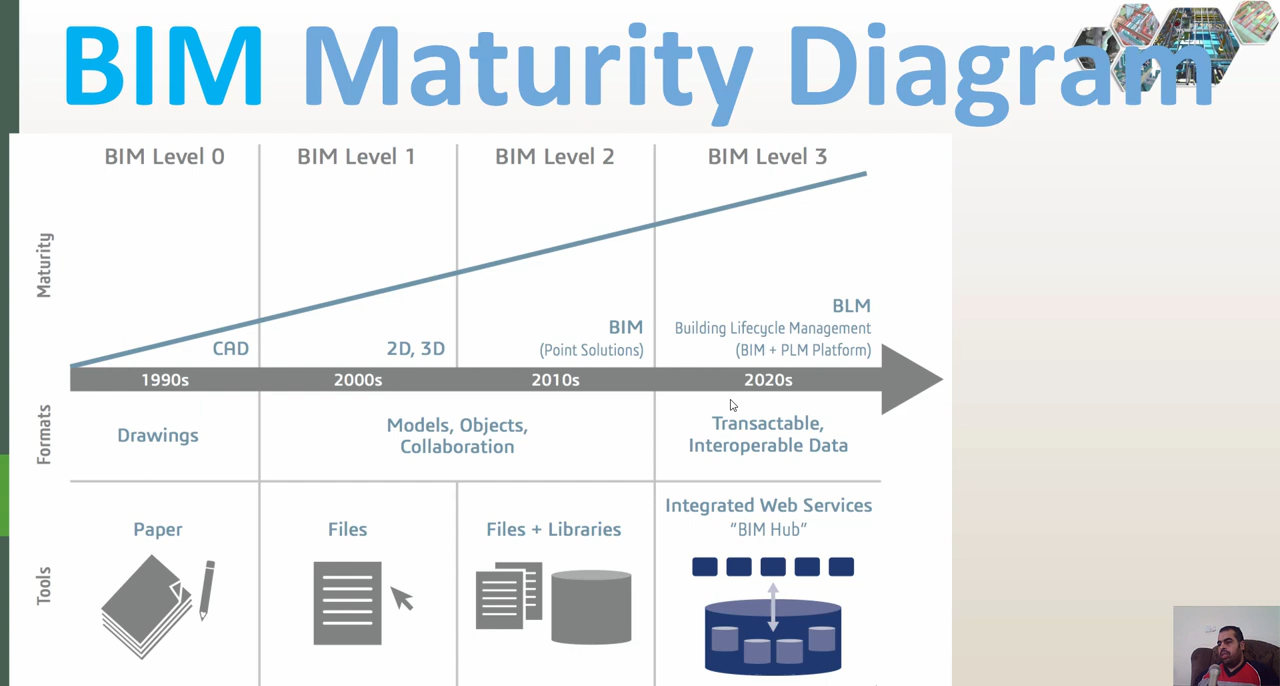 BIM Maturity Diagram
BIM Level 0
BIM Level 1
BIM Level 2
BIM Level 3
Maturity
CAD
2D, 3D
BIM
(Point Solutions)
BLM
Building Lifecycle Management
(BIM + PLM Platform)
1990s
2000s
2010s
2020s
Formats
Drawings
Models, Objects,
Collaboration
Transactable,
Interoperable Data
Tools
Paper
Files
Files + Libraries
Integrated Web Services
“BIM Hub”